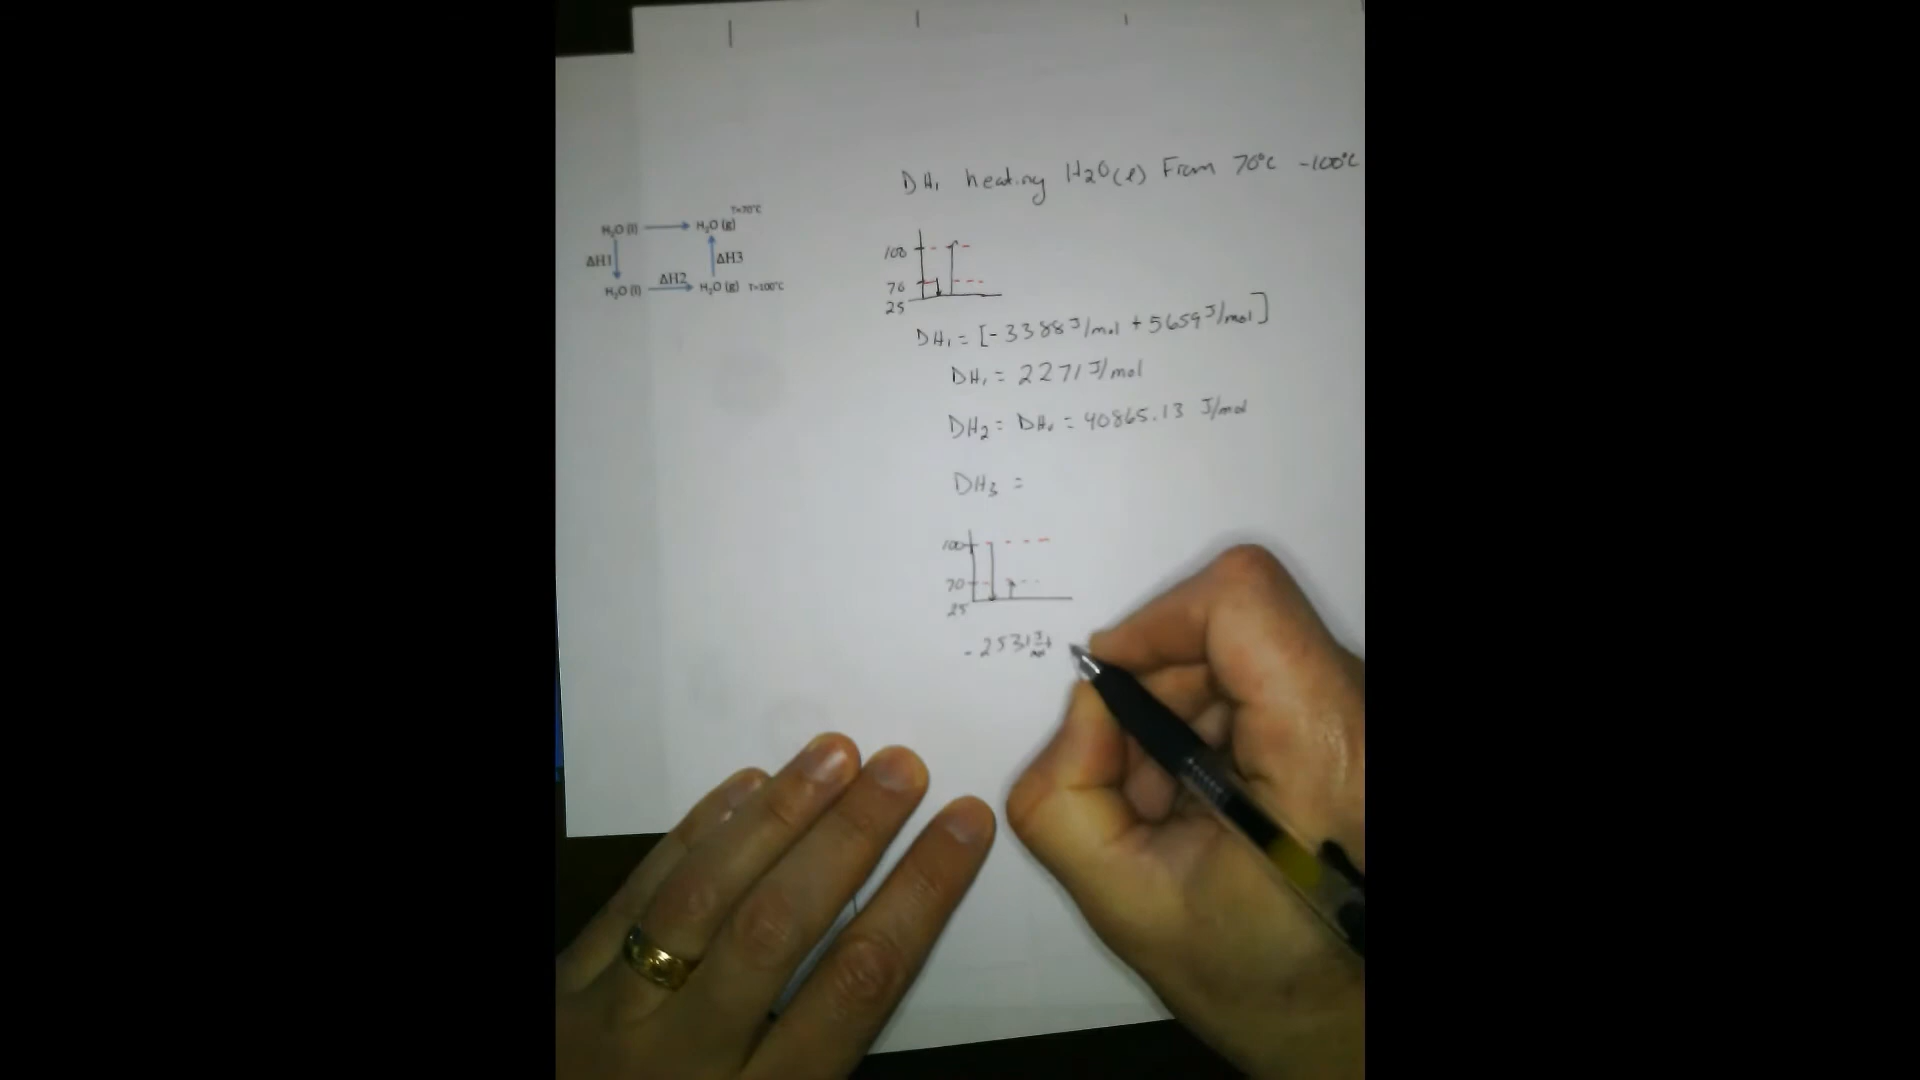 DH₁ heating H₂O(l) From 70°C -100°C
T=70°C
H₂O (l) H₂O (g)
ΔH1 ΔH3
ΔH2
H₂O (l) H₂O (g) T=100°C
100
70
25
DH₁ = [-3388 J/mol + 5659 J/mol]
DH₁ = 2271 J/mol
DH₂ = DHᵥ = 40865.13 J/mol
DH₃ =
100
70
25
-2531 J/mol +